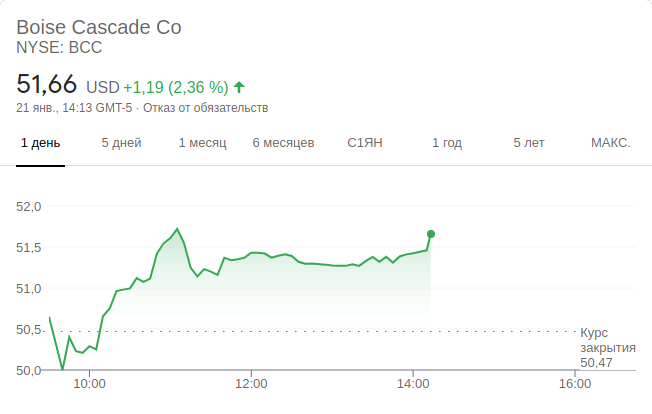 Boise Cascade Co
NYSE: BCC
51,66 USD +1,19 (2,36 %)
21 янв., 14:13 GMT-5 · Отказ от обязательств
1 день 5 дней 1 месяц 6 месяцев С1ЯН 1 год 5 лет МАКС.
52,0
51,5
51,0
50,5
50,0
Курс
закрытия
50,47
10:00 12:00 14:00 16:00